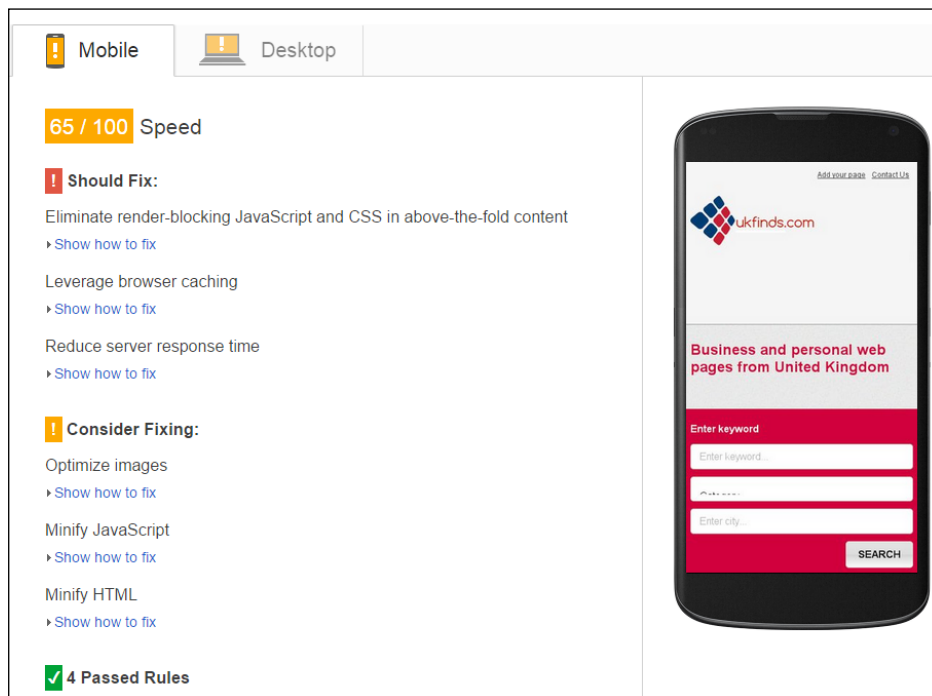 Mobile
Desktop
65 / 100 Speed
! Should Fix:
Eliminate render-blocking JavaScript and CSS in above-the-fold content
Show how to fix
Leverage browser caching
Show how to fix
Reduce server response time
Show how to fix
! Consider Fixing:
Optimize images
Show how to fix
Minify JavaScript
Show how to fix
Minify HTML
Show how to fix
4 Passed Rules
Add your page Contact Us
ukfinds.com
Business and personal web
pages from United Kingdom
Enter keyword
Enter keyword...
Enter city...
SEARCH